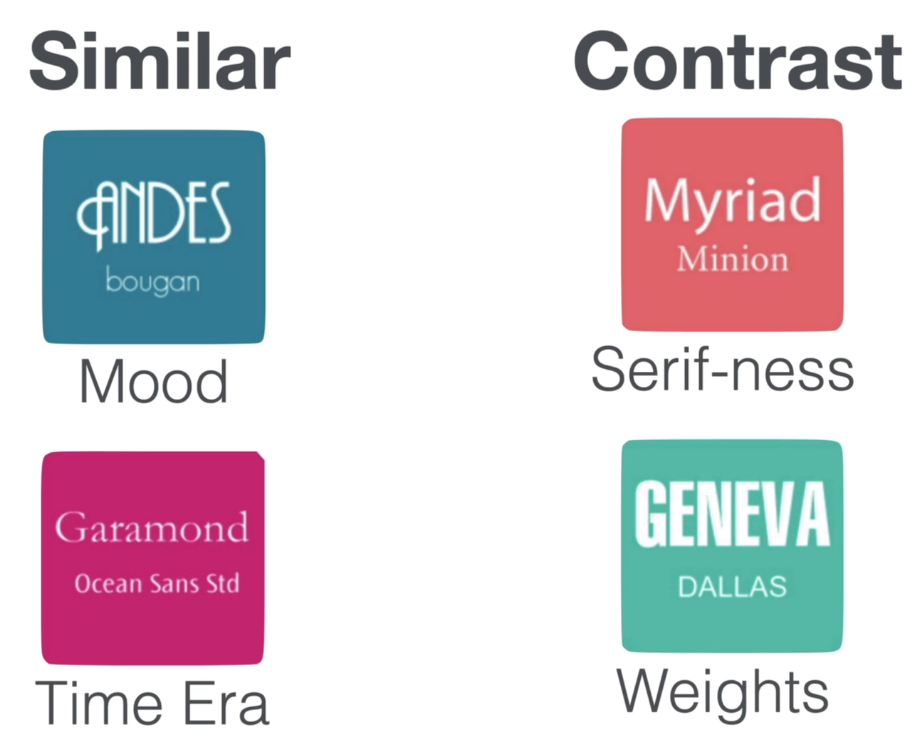 Similar
Contrast
ANDES
bougan
Mood
Myriad
Minion
Serif-ness
Garamond
Ocean Sans Std
Time Era
GENEVA
DALLAS
Weights